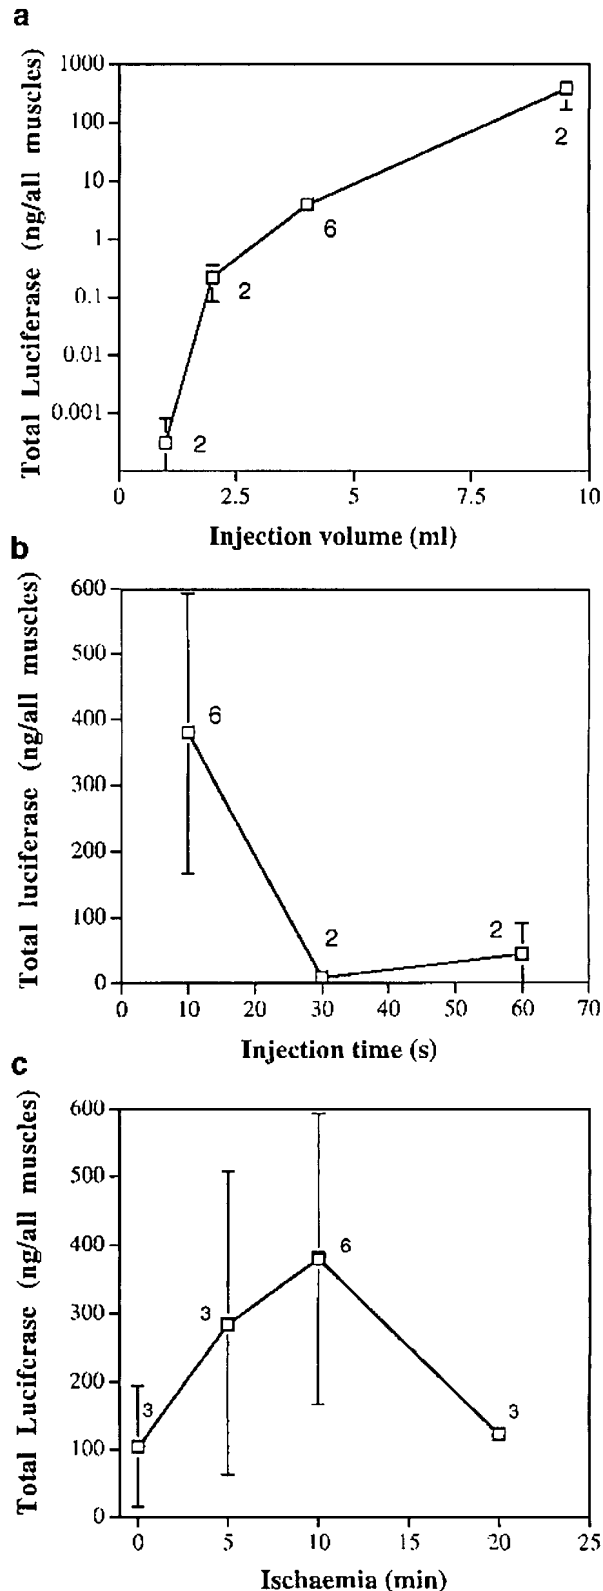 a
Total Luciferase (ng/all muscles)
1000
100
10
1
0.1
0.01
0.001
2
2
6
2
0 2.5 5 7.5 10
Injection volume (ml)
b
Total luciferase (ng/all muscles)
600
500
400
300
200
100
0
6
2
2
0 10 20 30 40 50 60 70
Injection time (s)
c
Total Luciferase (ng/all muscles)
600
500
400
300
200
100
0
3
3
6
3
0 5 10 15 20 25
Ischaemia (min)